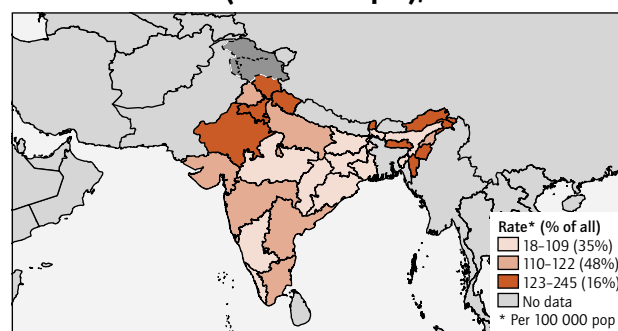 Rate* (% of all)
18–109 (35%)
110–122 (48%)
123–245 (16%)
No data
* Per 100 000 pop